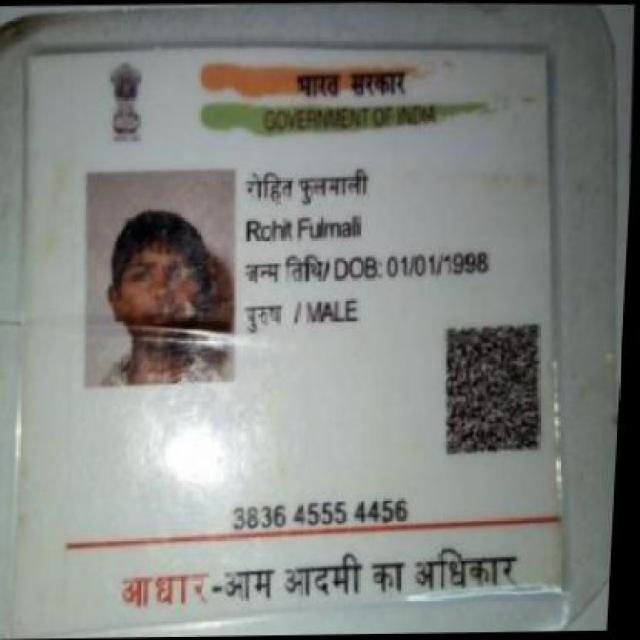 भारत सरकार
GOVERNMENT OF INDIA
रोहित फुलमाली
Rohit Fulmali
जन्म तिथि/ DOB: 01/01/1998
पुरुष / MALE
3836 4555 4456
आधार-आम आदमी का अधिकार